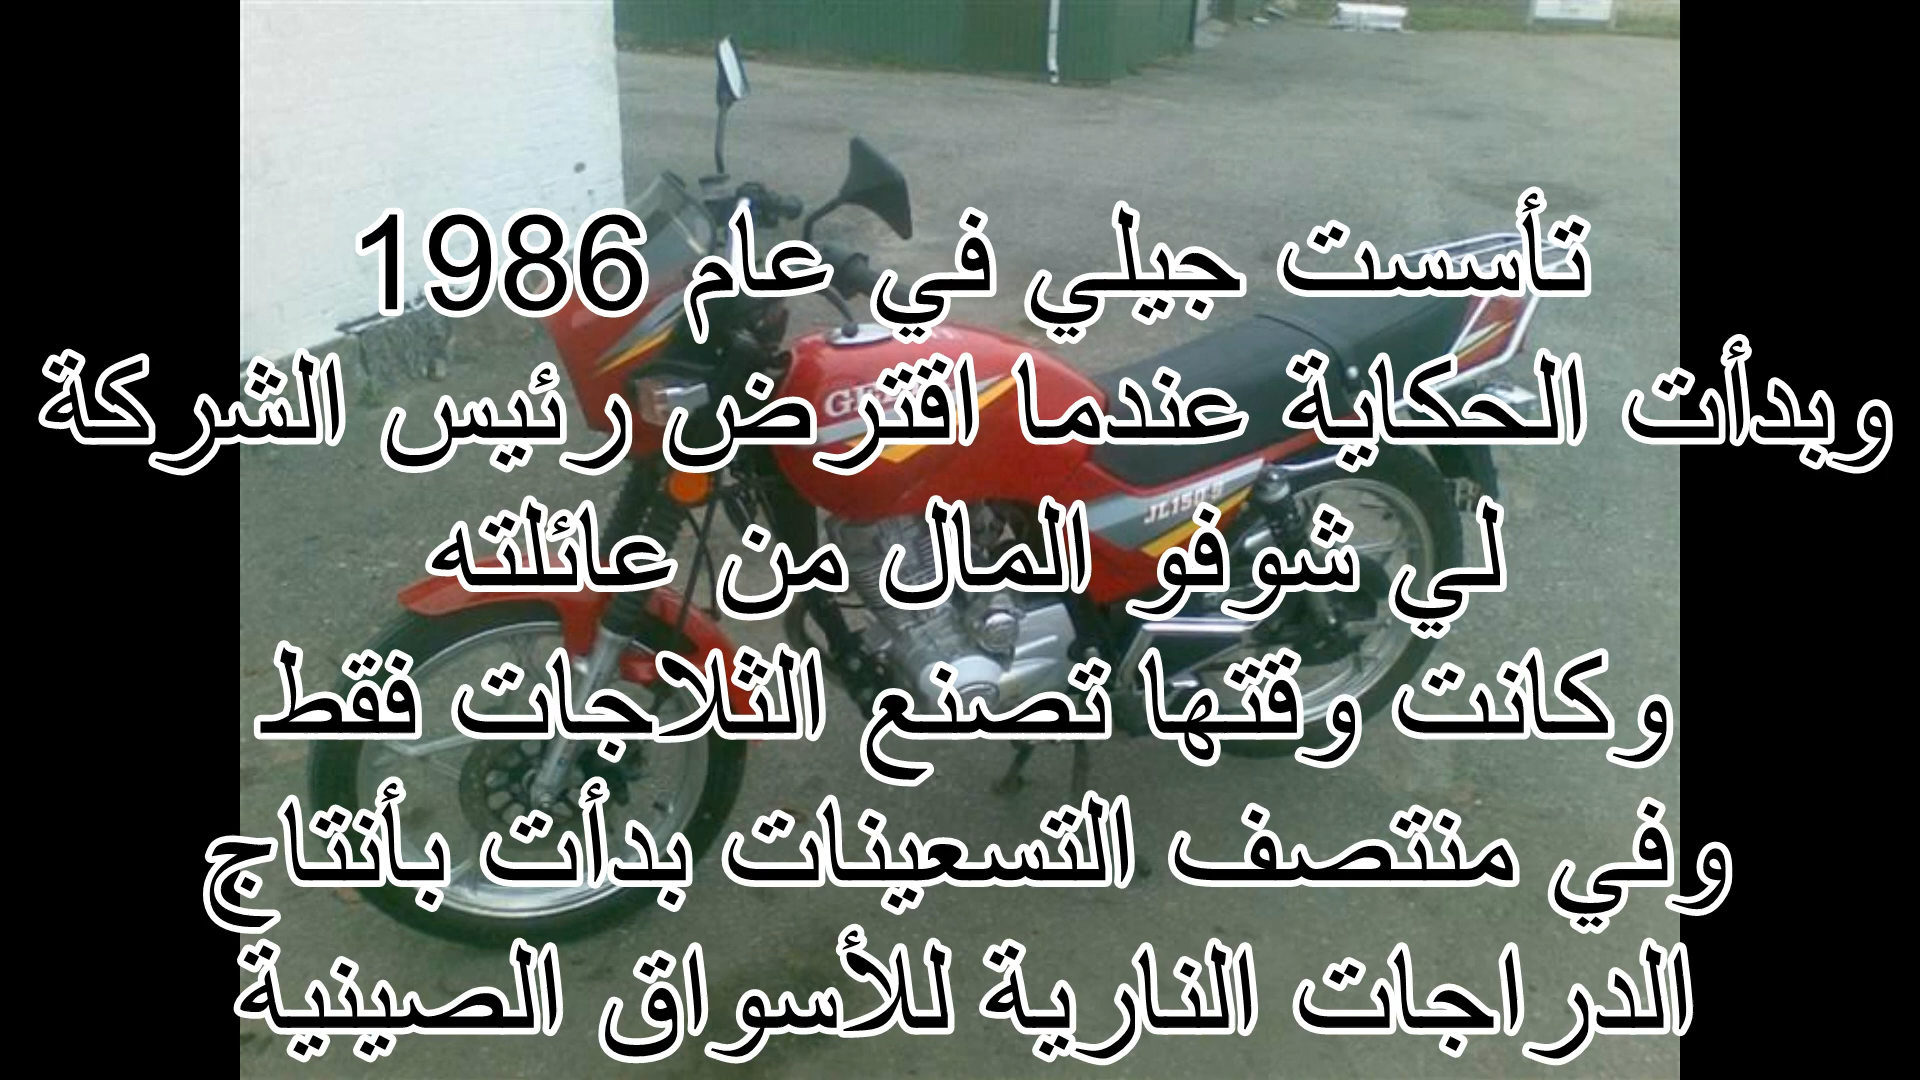 تأسست جيلي في عام 1986
وبدأت الحكاية عندما اقترض رئيس الشركة
لي شوفو المال من عائلته
وكانت وقتها تصنع الثلاجات فقط
وفي منتصف التسعينات بدأت بأنتاج
الدراجات النارية للأسواق الصينية
JL150